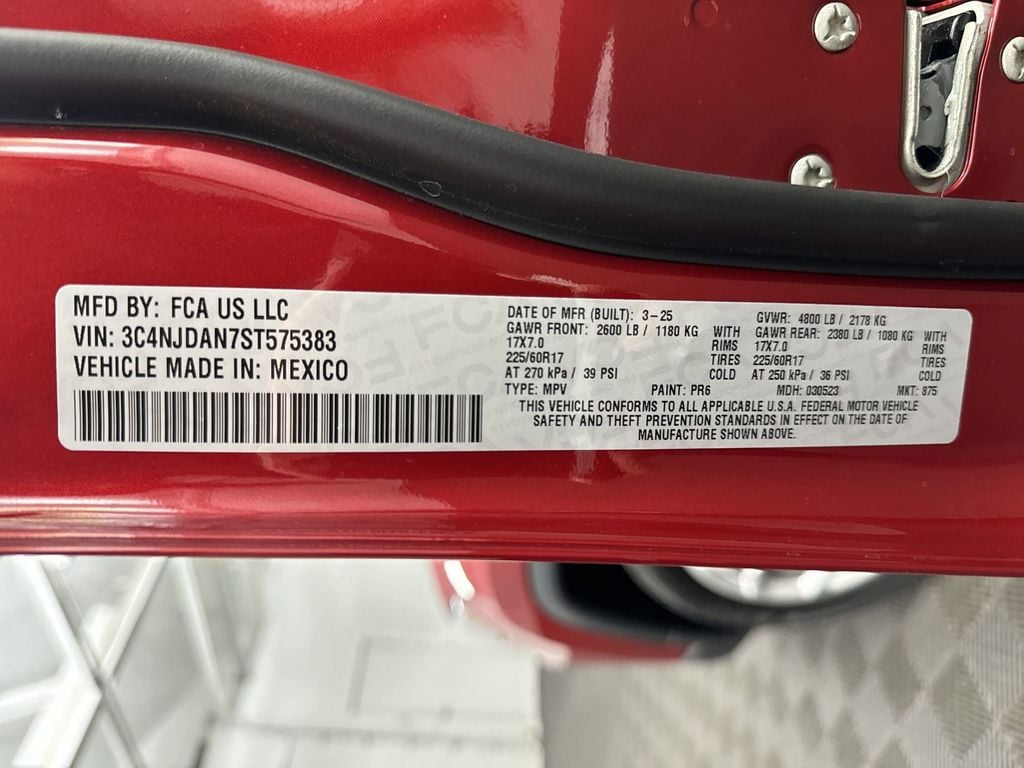 MFD BY: FCA US LLC
VIN: 3C4NJDAN7ST575383
VEHICLE MADE IN: MEXICO
DATE OF MFR (BUILT): 3-25
GVWR: 4800 LB / 2178 KG
GAWR FRONT: 2600 LB / 1180 KG WITH
GAWR REAR: 2380 LB / 1080 KG WITH
17X7.0 RIMS
17X7.0 RIMS
225/60R17 TIRES
225/60R17 TIRES
AT 270 kPa / 39 PSI COLD
AT 250 kPa / 36 PSI COLD
TYPE: MPV PAINT: PR6 MDH: 030523 MKT: 875
THIS VEHICLE CONFORMS TO ALL APPLICABLE U.S.A. FEDERAL MOTOR VEHICLE
SAFETY AND THEFT PREVENTION STANDARDS IN EFFECT ON THE DATE OF
MANUFACTURE SHOWN ABOVE.